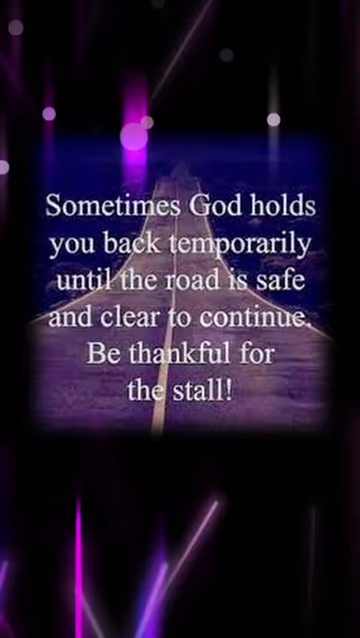 Sometimes God holds
you back temporarily
until the road is safe
and clear to continue.
Be thankful for
the stall!